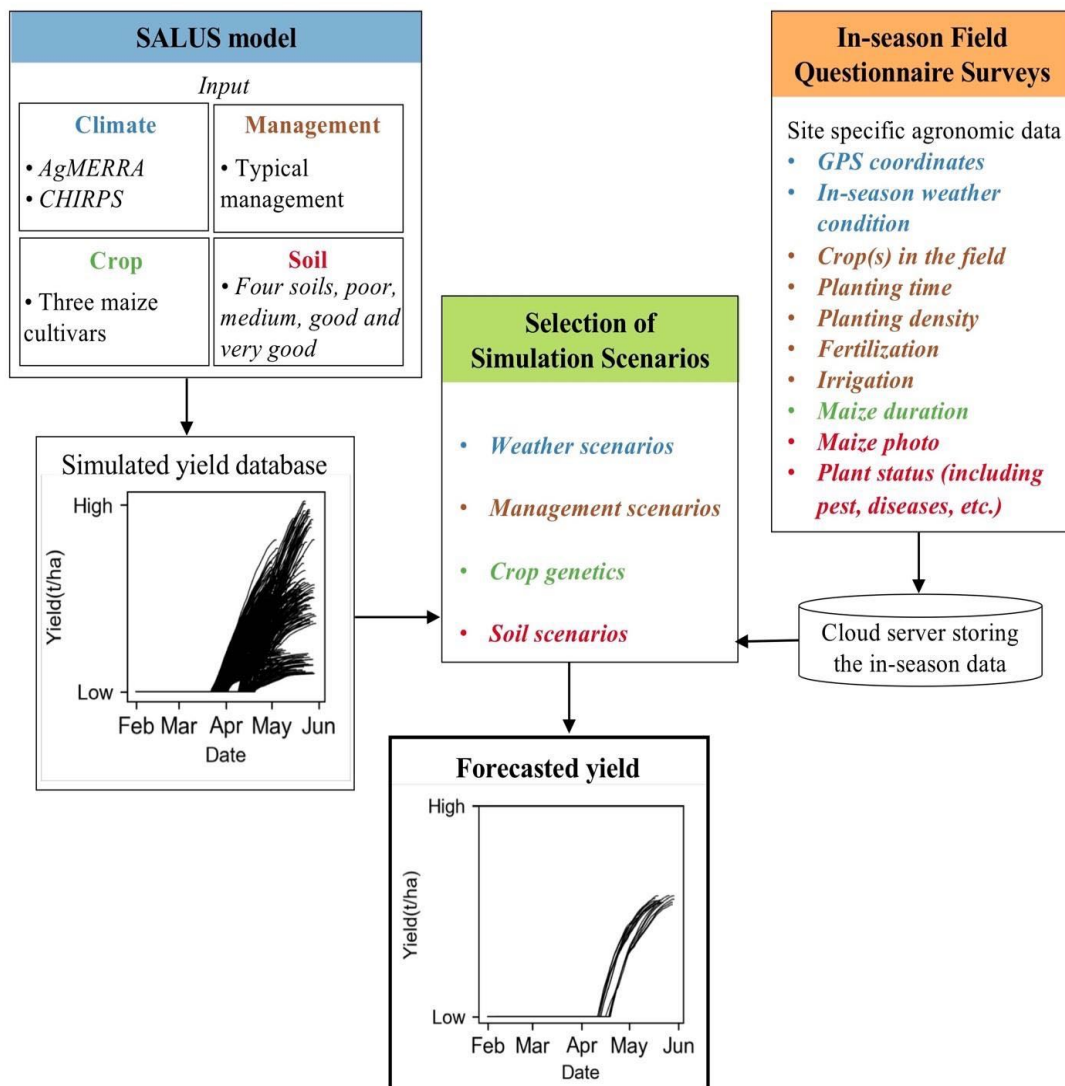 SALUS model
Input
Climate
• AgMERRA
• CHIRPS
Management
• Typical
management
Crop
• Three maize
cultivars
Soil
• Four soils, poor,
medium, good and
very good
Simulated yield database
High
Low
Yield(t/ha)
Feb Mar Apr May Jun
Date
Selection of
Simulation Scenarios
• Weather scenarios
• Management scenarios
• Crop genetics
• Soil scenarios
In-season Field
Questionnaire Surveys
Site specific agronomic data
• GPS coordinates
• In-season weather
condition
• Crop(s) in the field
• Planting time
• Planting density
• Fertilization
• Irrigation
• Maize duration
• Maize photo
• Plant status (including
pest, diseases, etc.)
Cloud server storing
the in-season data
Forecasted yield
High
Low
Yield(t/ha)
Feb Mar Apr May Jun
Date